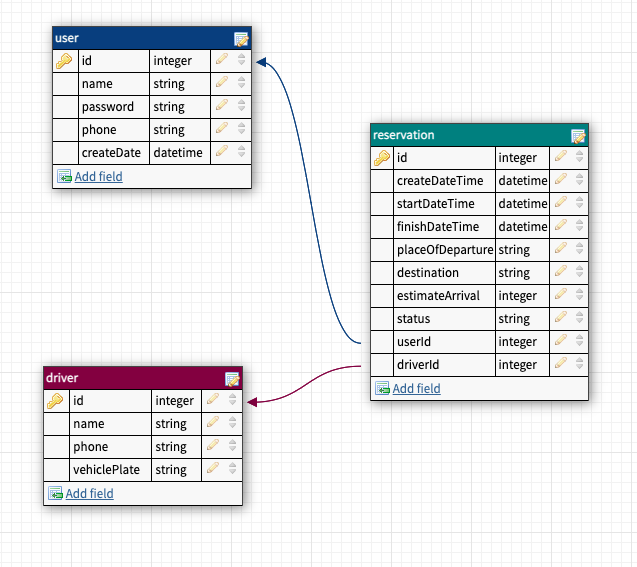 user
id integer
name string
password string
phone string
createDate datetime
Add field
reservation
id integer
createDateTime datetime
startDateTime datetime
finishDateTime datetime
placeOfDeparture string
destination string
estimateArrival integer
status string
userId integer
driverId integer
Add field
driver
id integer
name string
phone string
vehiclePlate string
Add field